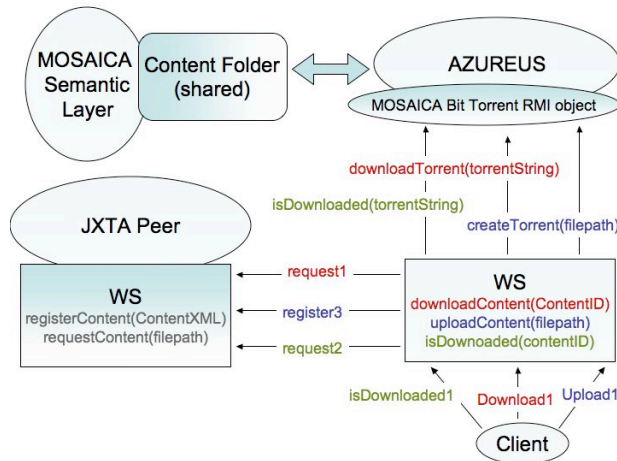 MOSAICA
Semantic
Layer
Content Folder
(shared)
AZUREUS
MOSAICA Bit Torrent RMI object
downloadTorrent(torrentString)
isDownloaded(torrentString)
createTorrent(filepath)
JXTA Peer
WS
registerContent(ContentXML)
requestContent(filepath)
request1
register3
request2
WS
downloadContent(ContentID)
uploadContent(filepath)
isDownoaded(contentID)
isDownloaded1
Download1
Upload1
Client